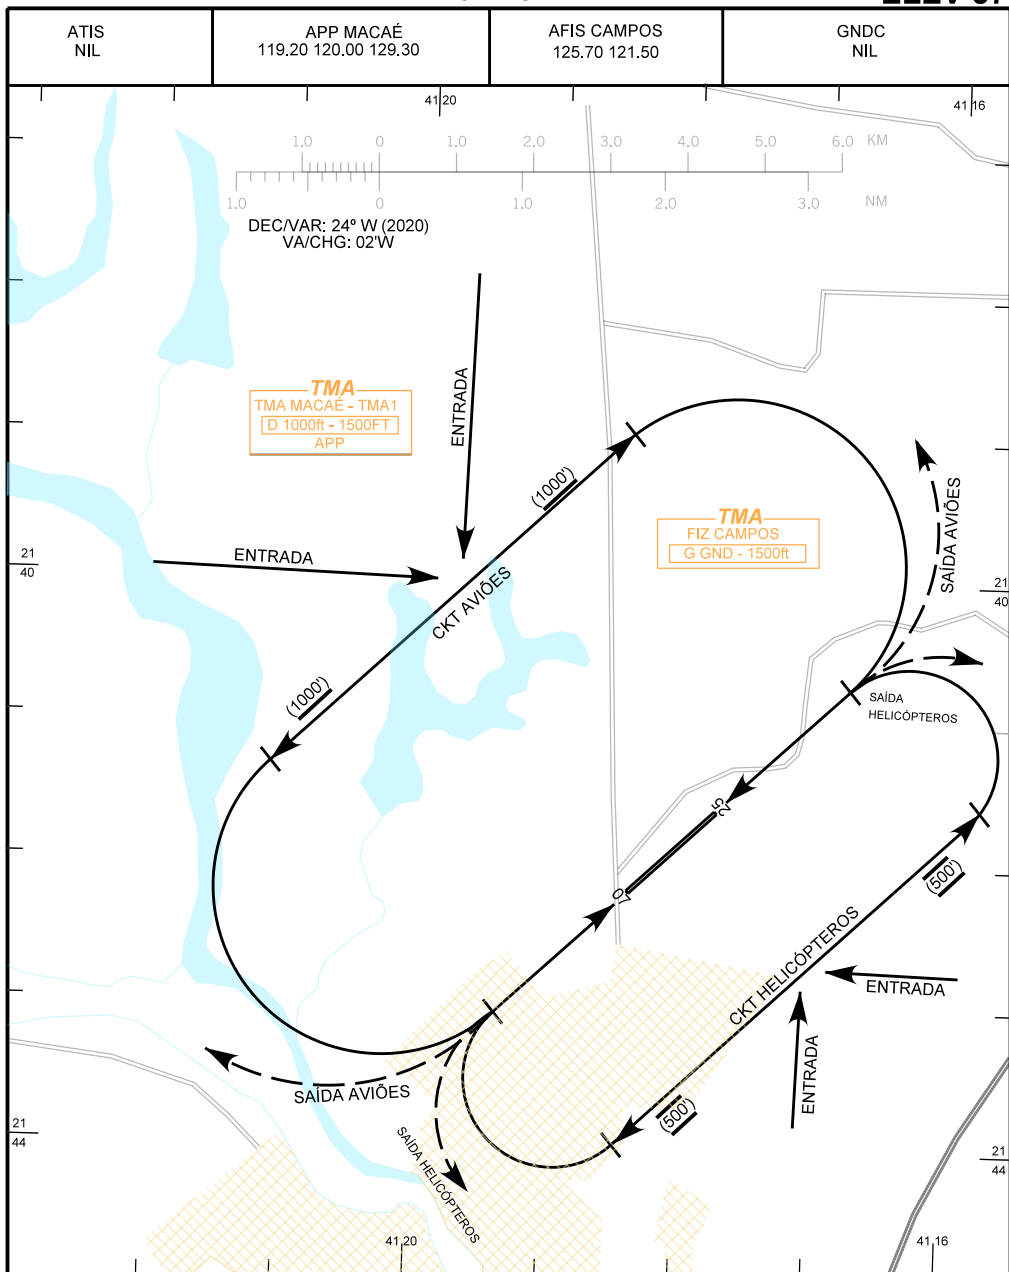 ATIS
NIL
APP MACAÉ
119.20 120.00 129.30
AFIS CAMPOS
125.70 121.50
GNDC
NIL
41 20
41 16
1.0 0 1.0 2.0 3.0 4.0 5.0 6.0 KM
1.0 0 1.0 2.0 3.0 NM
DEC/VAR: 24º W (2020)
VA/CHG: 02'W
ENTRADA
TMA
TMA MACAÉ - TMA1
D 1000ft - 1500FT
APP
(1000')
SAÍDA AVIÕES
TMA
FIZ CAMPOS
G GND - 1500ft
21
40
ENTRADA
CKT AVIÕES
21
40
(1000')
SAÍDA
HELICÓPTEROS
25
07
(500')
CKT HELICÓPTEROS
ENTRADA
ENTRADA
SAÍDA AVIÕES
(500')
21
44
SAÍDA HELICÓPTEROS
21
44
41 20
41 16